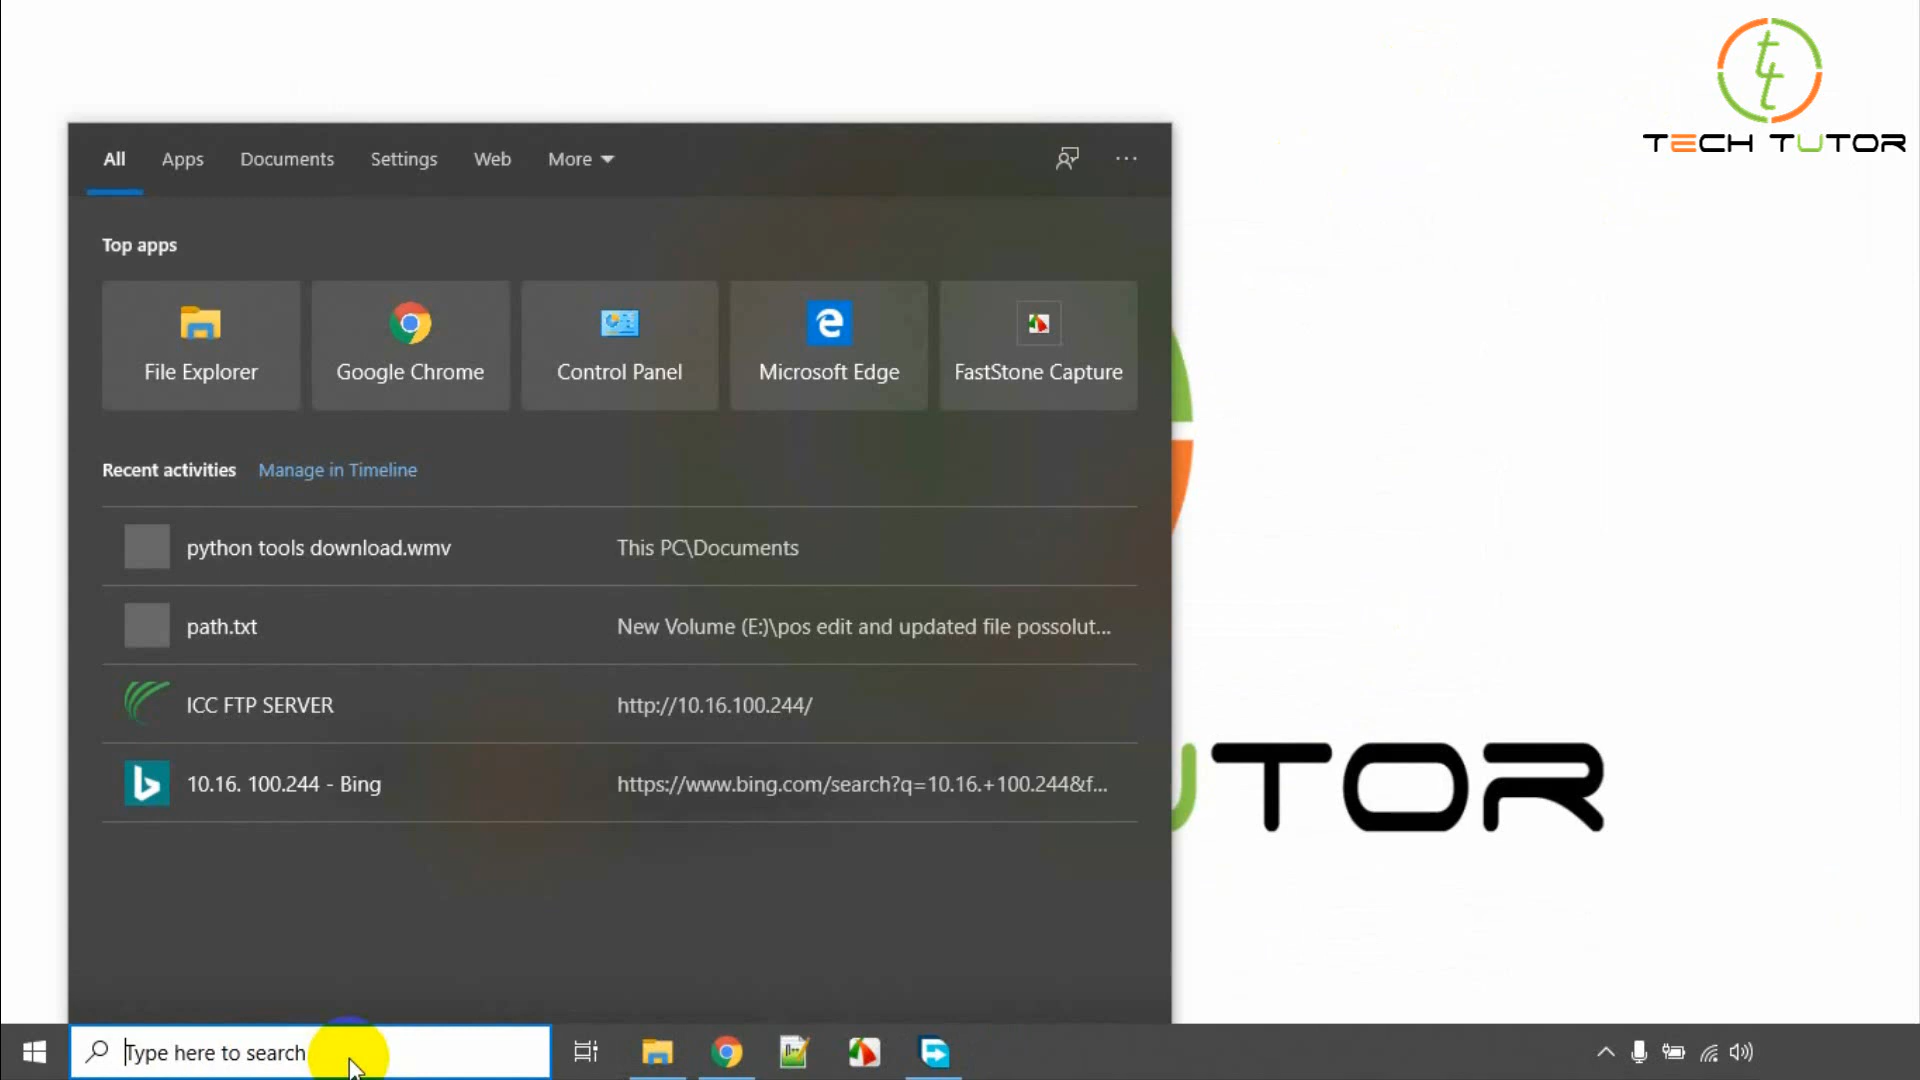 TECH TUTOR
All Apps Documents Settings Web More
Top apps
File Explorer Google Chrome Control Panel Microsoft Edge FastStone Capture
Recent activities Manage in Timeline
python tools download.wmv This PC\Documents
path.txt New Volume (E:)\pos edit and updated file possolut...
ICC FTP SERVER http://10.16.100.244/
10.16. 100.244 - Bing https://www.bing.com/search?q=10.16.+100.244&f...
UTOR
Type here to search